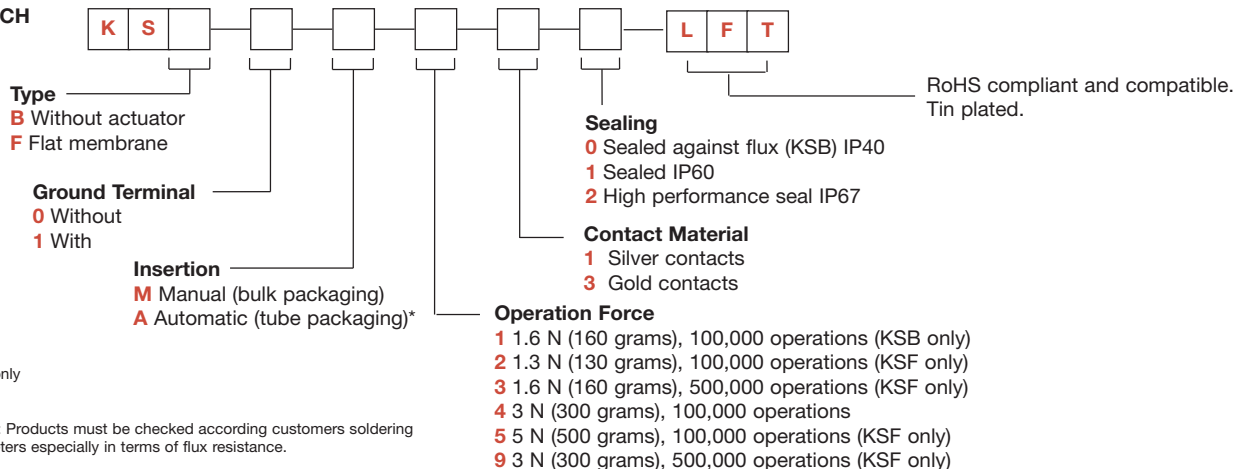 CH
K S L F T
RoHS compliant and compatible.
Tin plated.
Type
B Without actuator
F Flat membrane
Sealing
0 Sealed against flux (KSB) IP40
1 Sealed IP60
2 High performance seal IP67
Ground Terminal
0 Without
1 With
Contact Material
1 Silver contacts
3 Gold contacts
Insertion
M Manual (bulk packaging)
A Automatic (tube packaging)*
Operation Force
1 1.6 N (160 grams), 100,000 operations (KSB only)
2 1.3 N (130 grams), 100,000 operations (KSF only)
3 1.6 N (160 grams), 500,000 operations (KSF only)
4 3 N (300 grams), 100,000 operations
5 5 N (500 grams), 100,000 operations (KSF only)
9 3 N (300 grams), 500,000 operations (KSF only)
nly
: Products must be checked according customers soldering
ters especially in terms of flux resistance.